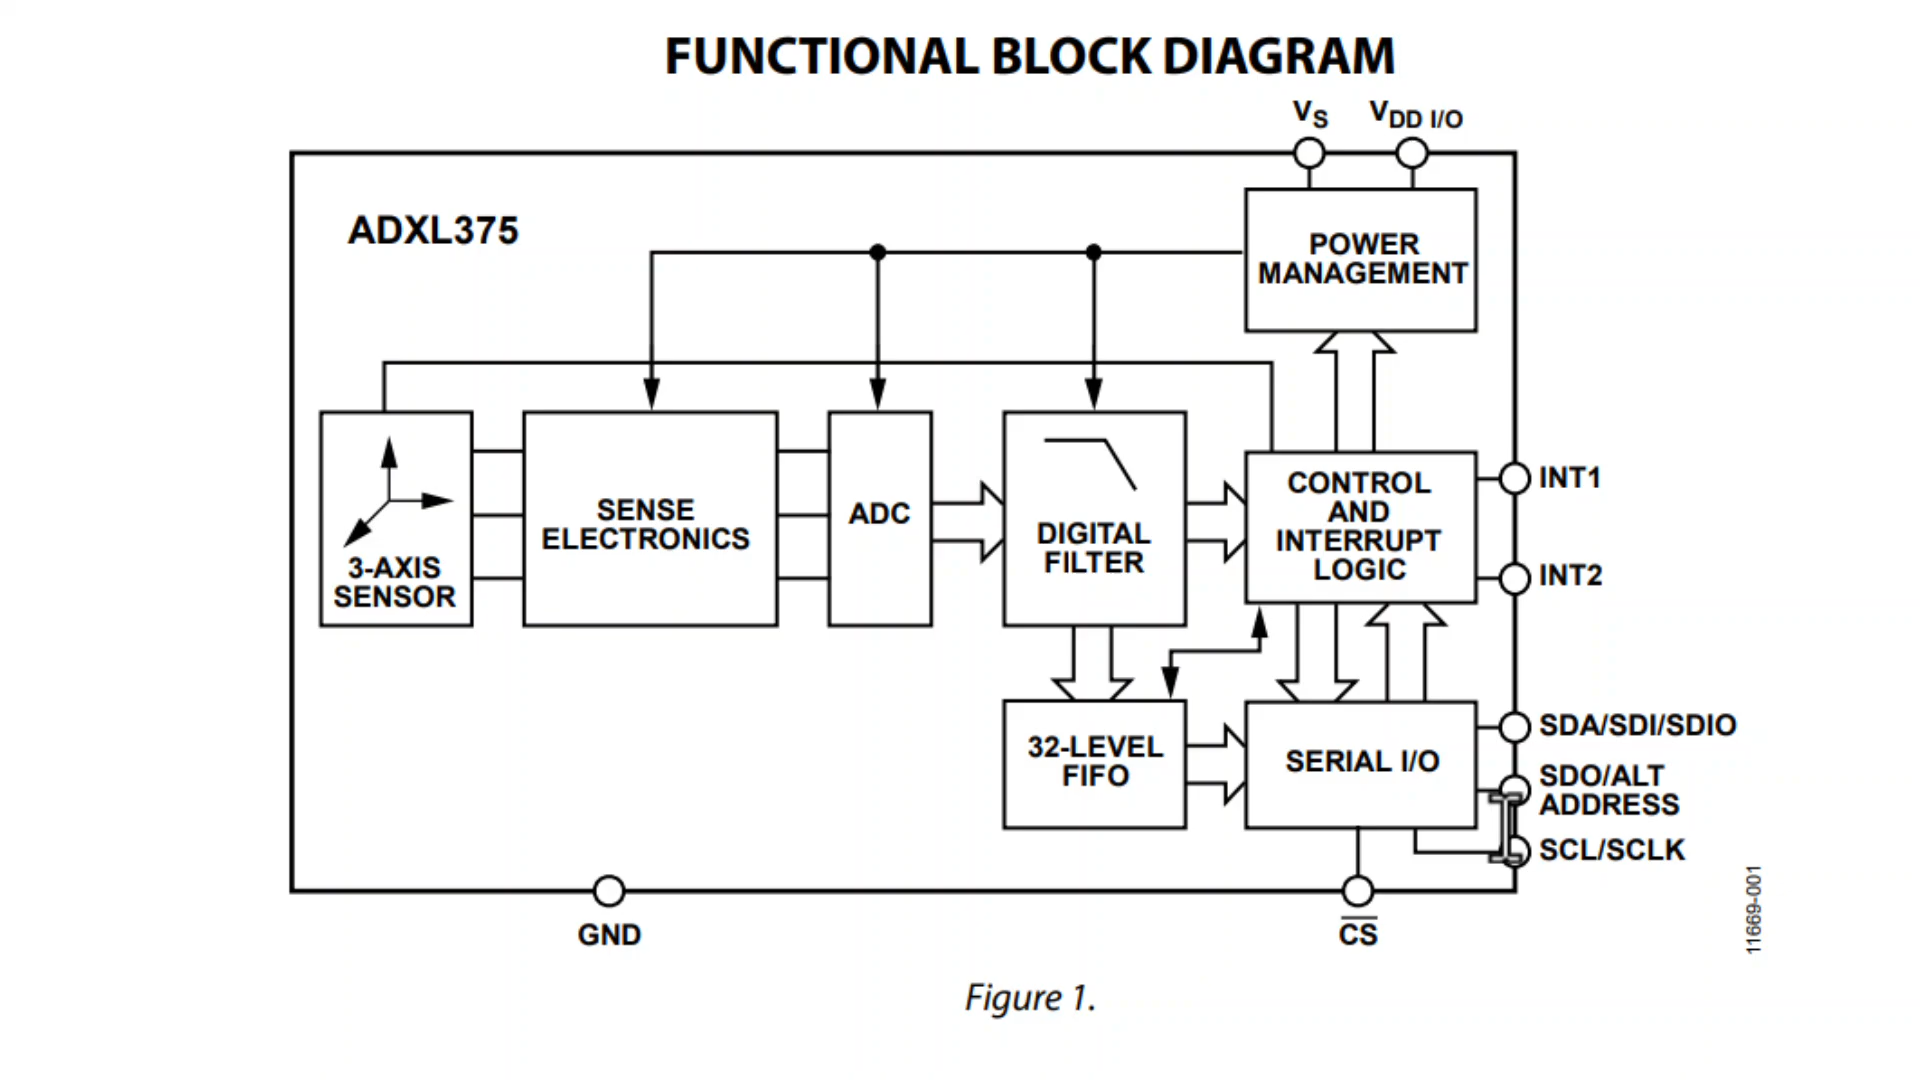 FUNCTIONAL BLOCK DIAGRAM
VS
VDD I/O
ADXL375
POWER
MANAGEMENT
3-AXIS
SENSOR
SENSE
ELECTRONICS
ADC
DIGITAL
FILTER
CONTROL
AND
INTERRUPT
LOGIC
INT1
INT2
32-LEVEL
FIFO
SERIAL I/O
SDA/SDI/SDIO
SDO/ALT
ADDRESS
SCL/SCLK
GND
CS
11669-001
Figure 1.